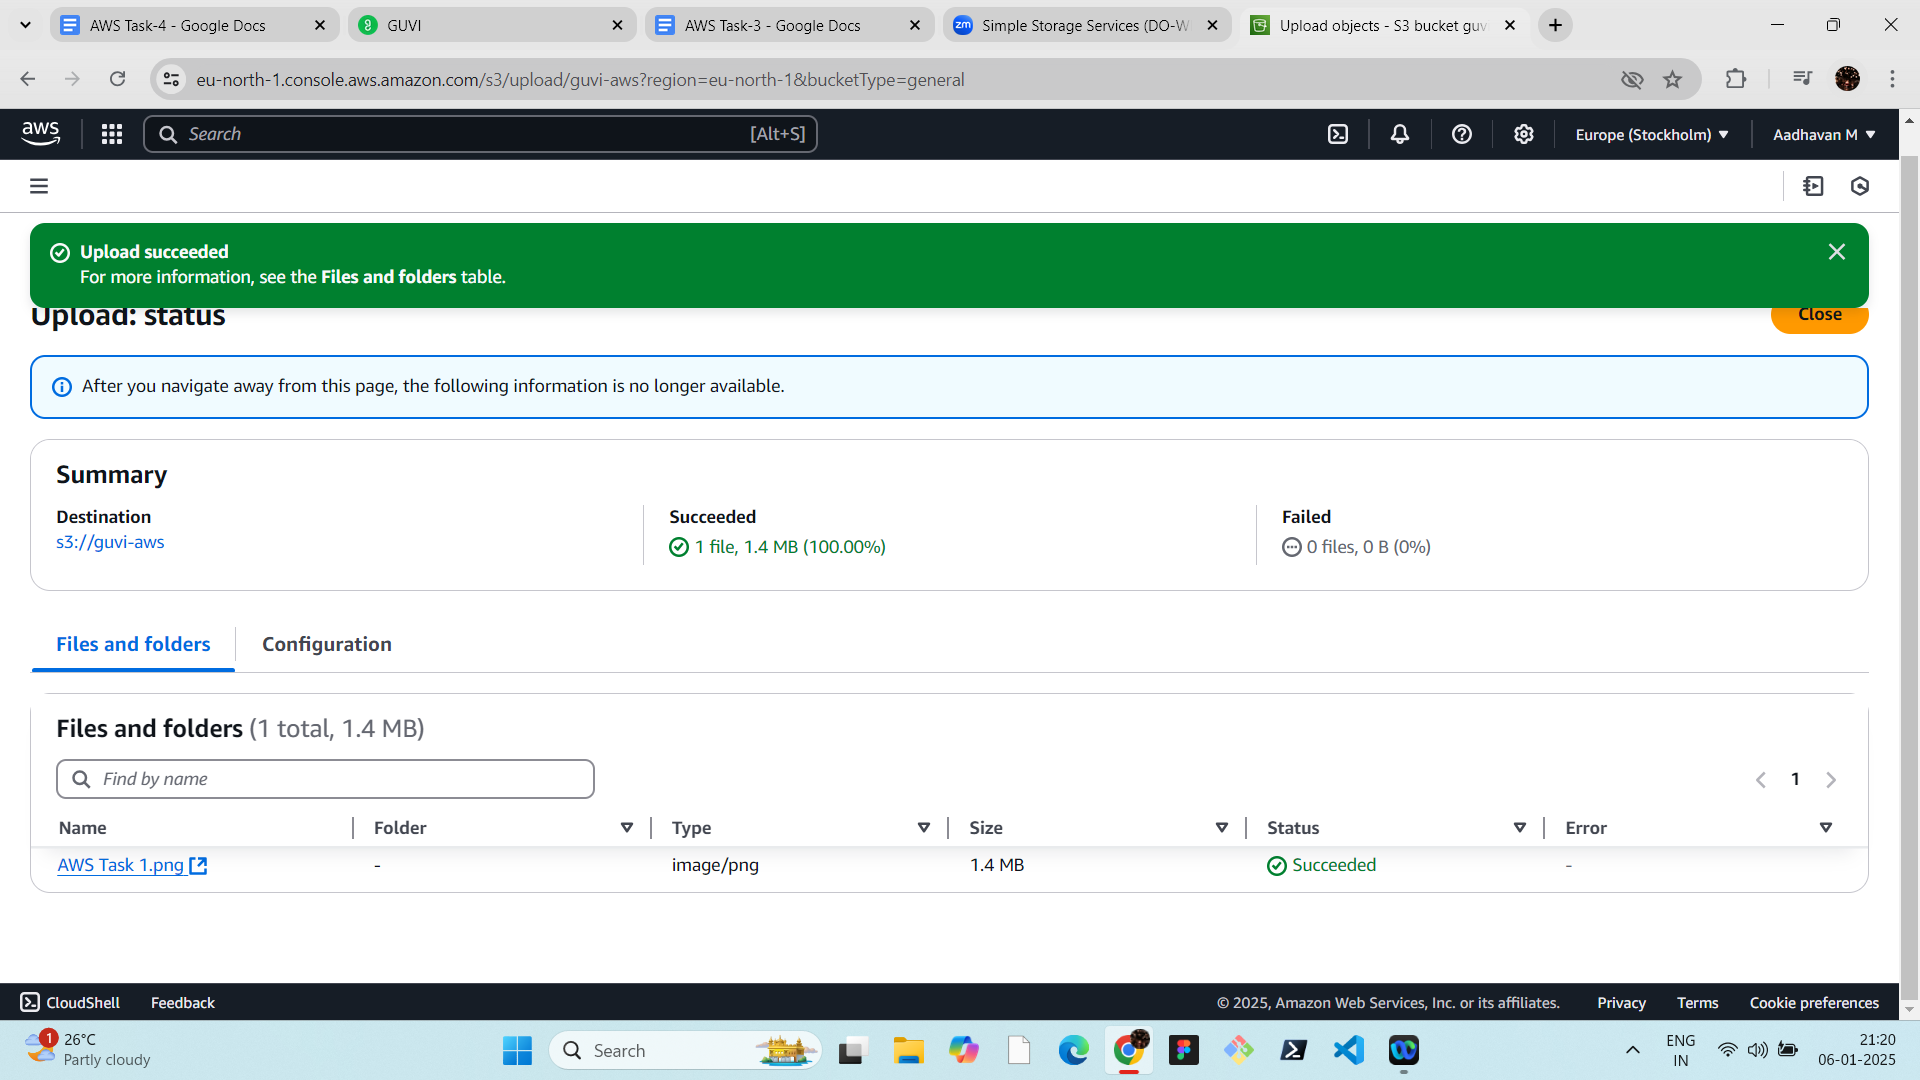 AWS Task-4 - Google Docs
GUVI
AWS Task-3 - Google Docs
Simple Storage Services (DO-W
Upload objects - S3 bucket guv
eu-north-1.console.aws.amazon.com/s3/upload/guvi-aws?region=eu-north-1&bucketType=general
aws
Search
[Alt+S]
Europe (Stockholm)
Aadhavan M
Upload succeeded
For more information, see the Files and folders table.
Upload: status
Close
After you navigate away from this page, the following information is no longer available.
Summary
Destination
s3://guvi-aws
Succeeded
1 file, 1.4 MB (100.00%)
Failed
0 files, 0 B (0%)
Files and folders
Configuration
Files and folders (1 total, 1.4 MB)
Find by name
1
Name Folder Type Size Status Error
AWS Task 1.png - image/png 1.4 MB Succeeded -
CloudShell Feedback
© 2025, Amazon Web Services, Inc. or its affiliates. Privacy Terms Cookie preferences
1
26°C
Partly cloudy
Search
ENG
IN
21:20
06-01-2025